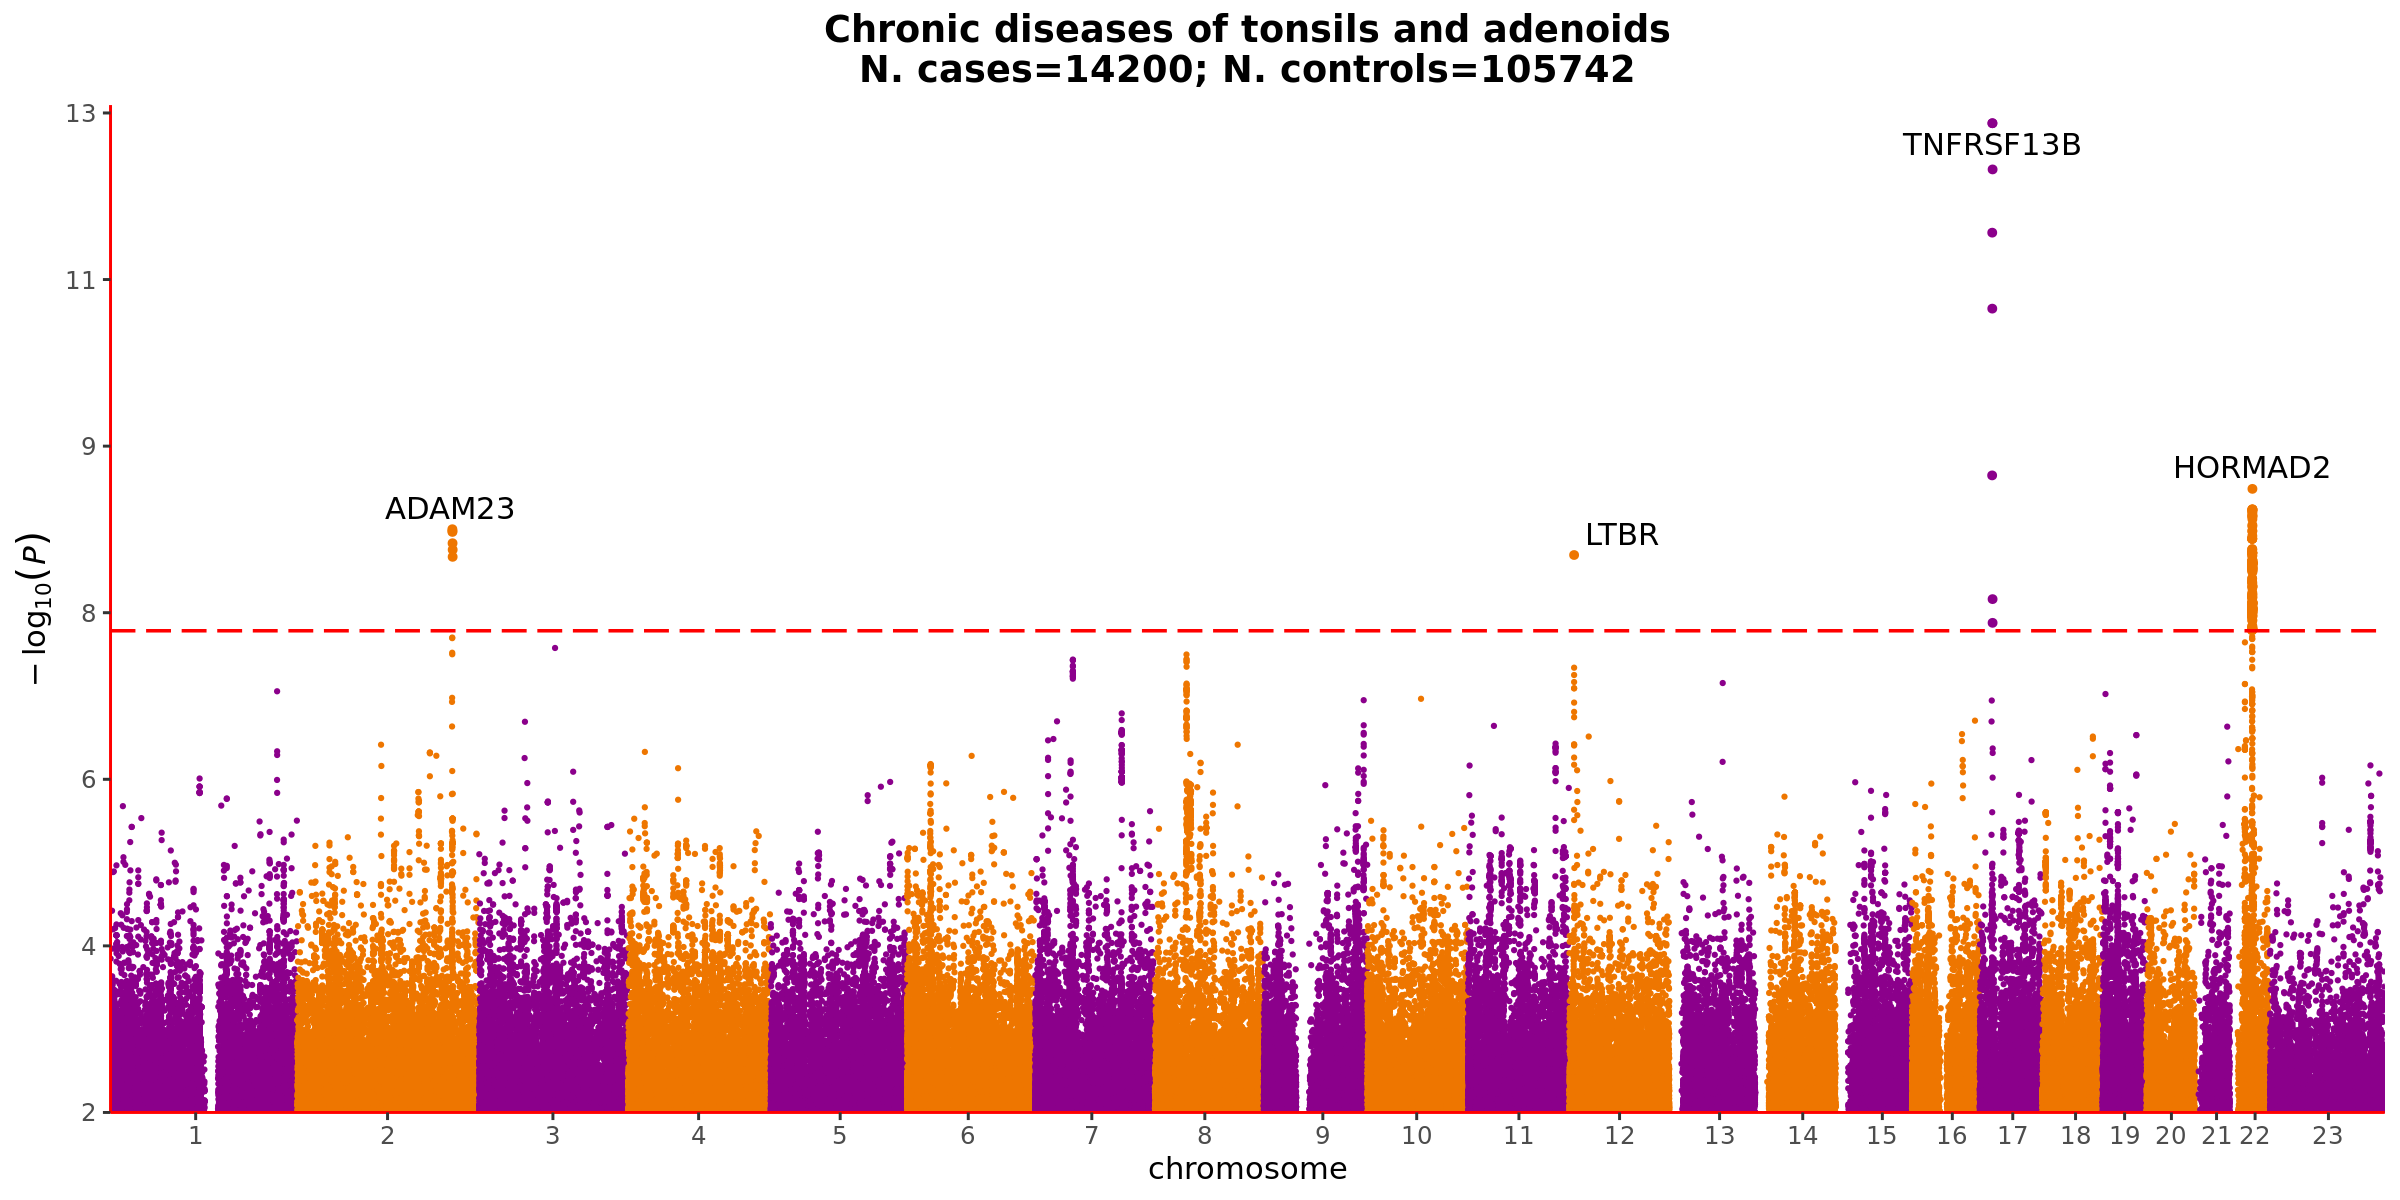 Chronic diseases of tonsils and adenoids
N. cases=14200; N. controls=105742
13
TNFRSF13B
11
9
HORMAD2
ADAM23
LTBR
8
−log10(P)
6
4
2
1 2 3 4 5 6 7 8 9 10 11 12 13 14 15 16 17 18 19 20 21 22 23
chromosome